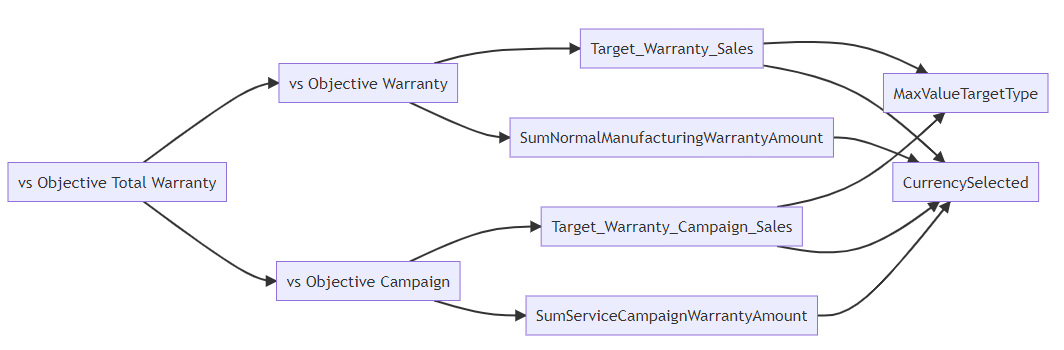 Target_Warranty_Sales
vs Objective Warranty
MaxValueTargetType
SumNormalManufacturingWarrantyAmount
vs Objective Total Warranty
CurrencySelected
Target_Warranty_Campaign_Sales
vs Objective Campaign
SumServiceCampaignWarrantyAmount